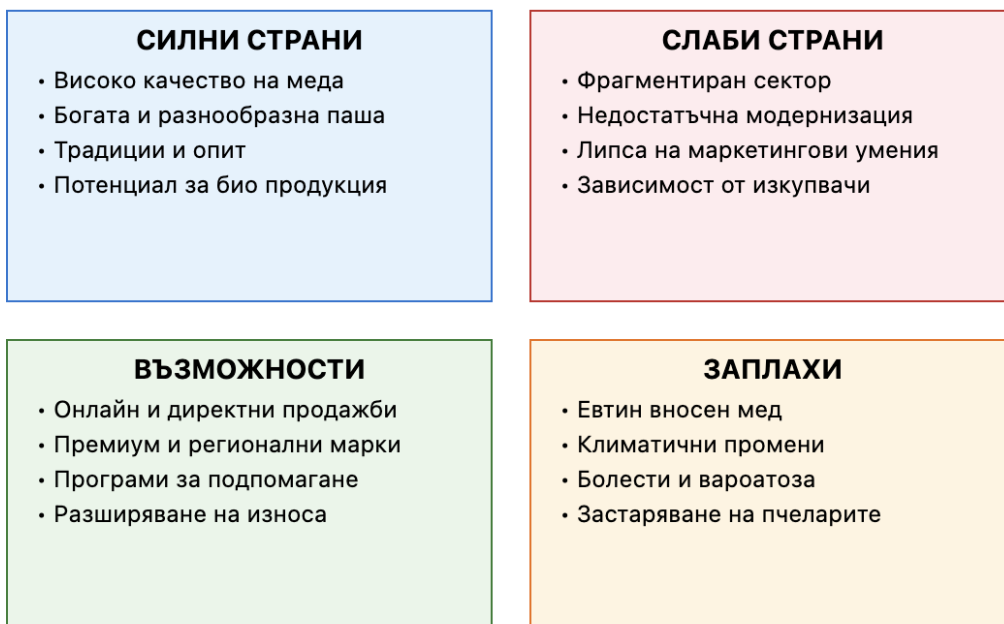 СИЛНИ СТРАНИ
• Високо качество на меда
• Богата и разнообразна паша
• Традиции и опит
• Потенциал за био продукция
СЛАБИ СТРАНИ
• Фрагментиран сектор
• Недостатъчна модернизация
• Липса на маркетингови умения
• Зависимост от изкупвачи
ВЪЗМОЖНОСТИ
• Онлайн и директни продажби
• Премиум и регионални марки
• Програми за подпомагане
• Разширяване на износа
ЗАПЛАХИ
• Евтин вносен мед
• Климатични промени
• Болести и вароатоза
• Застаряване на пчеларите